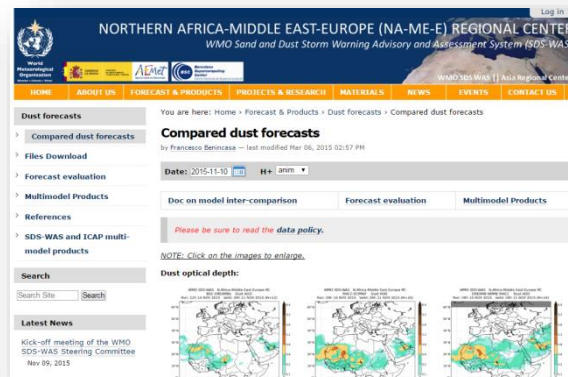 Log in
NORTHERN AFRICA-MIDDLE EAST-EUROPE (NA-ME-E) REGIONAL CENTER
WMO Sand and Dust Storm Warning Advisory and Assessment System (SDS-WAS
World
Meteorological
Organization
AEMet
BSC
WMO SDS WAS || Asia Regional Cente
HOME ABOUT US FORECAST & PRODUCTS PROJECTS & RESEARCH MATERIALS NEWS EVENTS CONTACT US
Dust forecasts
Compared dust forecasts
Files Download
Forecast evaluation
Multimodel Products
References
SDS-WAS and ICAP multi-
model products
Search
Search Site Search
Latest News
Kick-off meeting of the WMO
SDS-WAS Steering Committee
Nov 09, 2015
You are here: Home › Forecast & Products › Dust forecasts › Compared dust forecasts
Compared dust forecasts
by Francesco Benincasa — last modified Mar 06, 2015 02:57 PM
Date: 2015-11-10 H+ anim
Doc on model inter-comparison Forecast evaluation Multimodel Products
Please be sure to read the data policy.
NOTE: Click on the images to enlarge.
Dust optical depth: